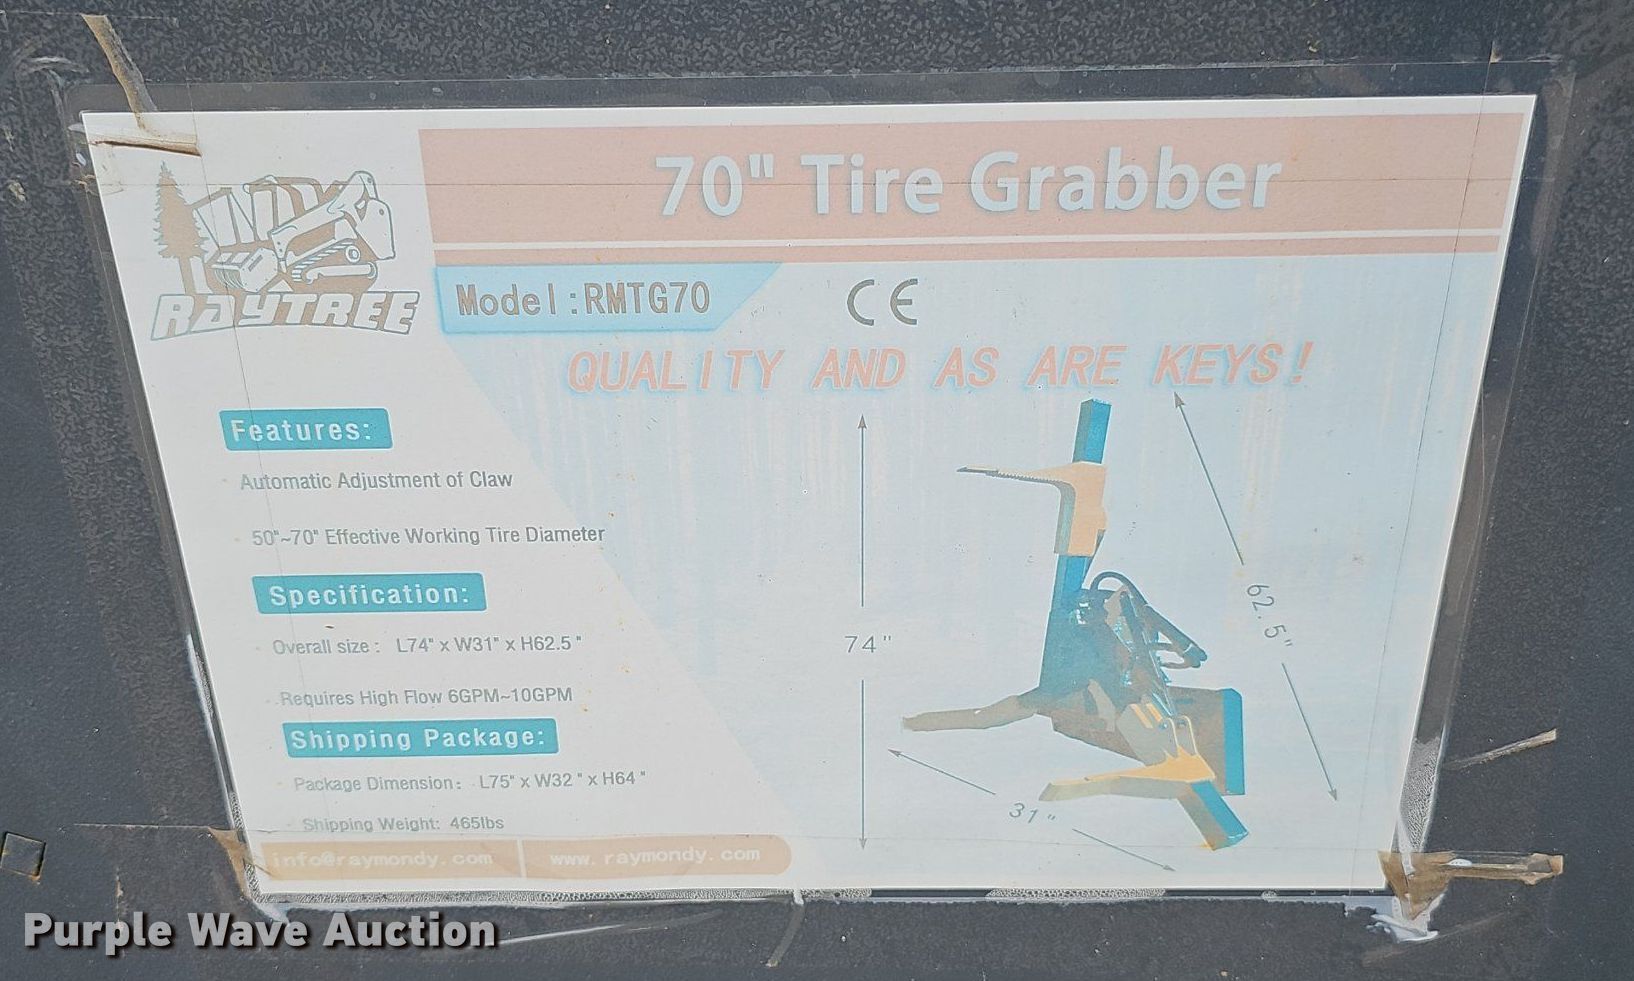 70" Tire Grabber
RAYTREE
Model:RMTG70
CE
QUALITY AND AS ARE KEYS!
Features:
Automatic Adjustment of Claw
50"~70" Effective Working Tire Diameter
Specification:
Overall size: L74" x W31" x H62.5"
Requires High Flow 6GPM~10GPM
Shipping Package:
Package Dimension: L75" x W32" x H64"
Shipping Weight: 465lbs
info@raymondy.com
www.raymondy.com
74"
62.5"
31"
Purple Wave Auction